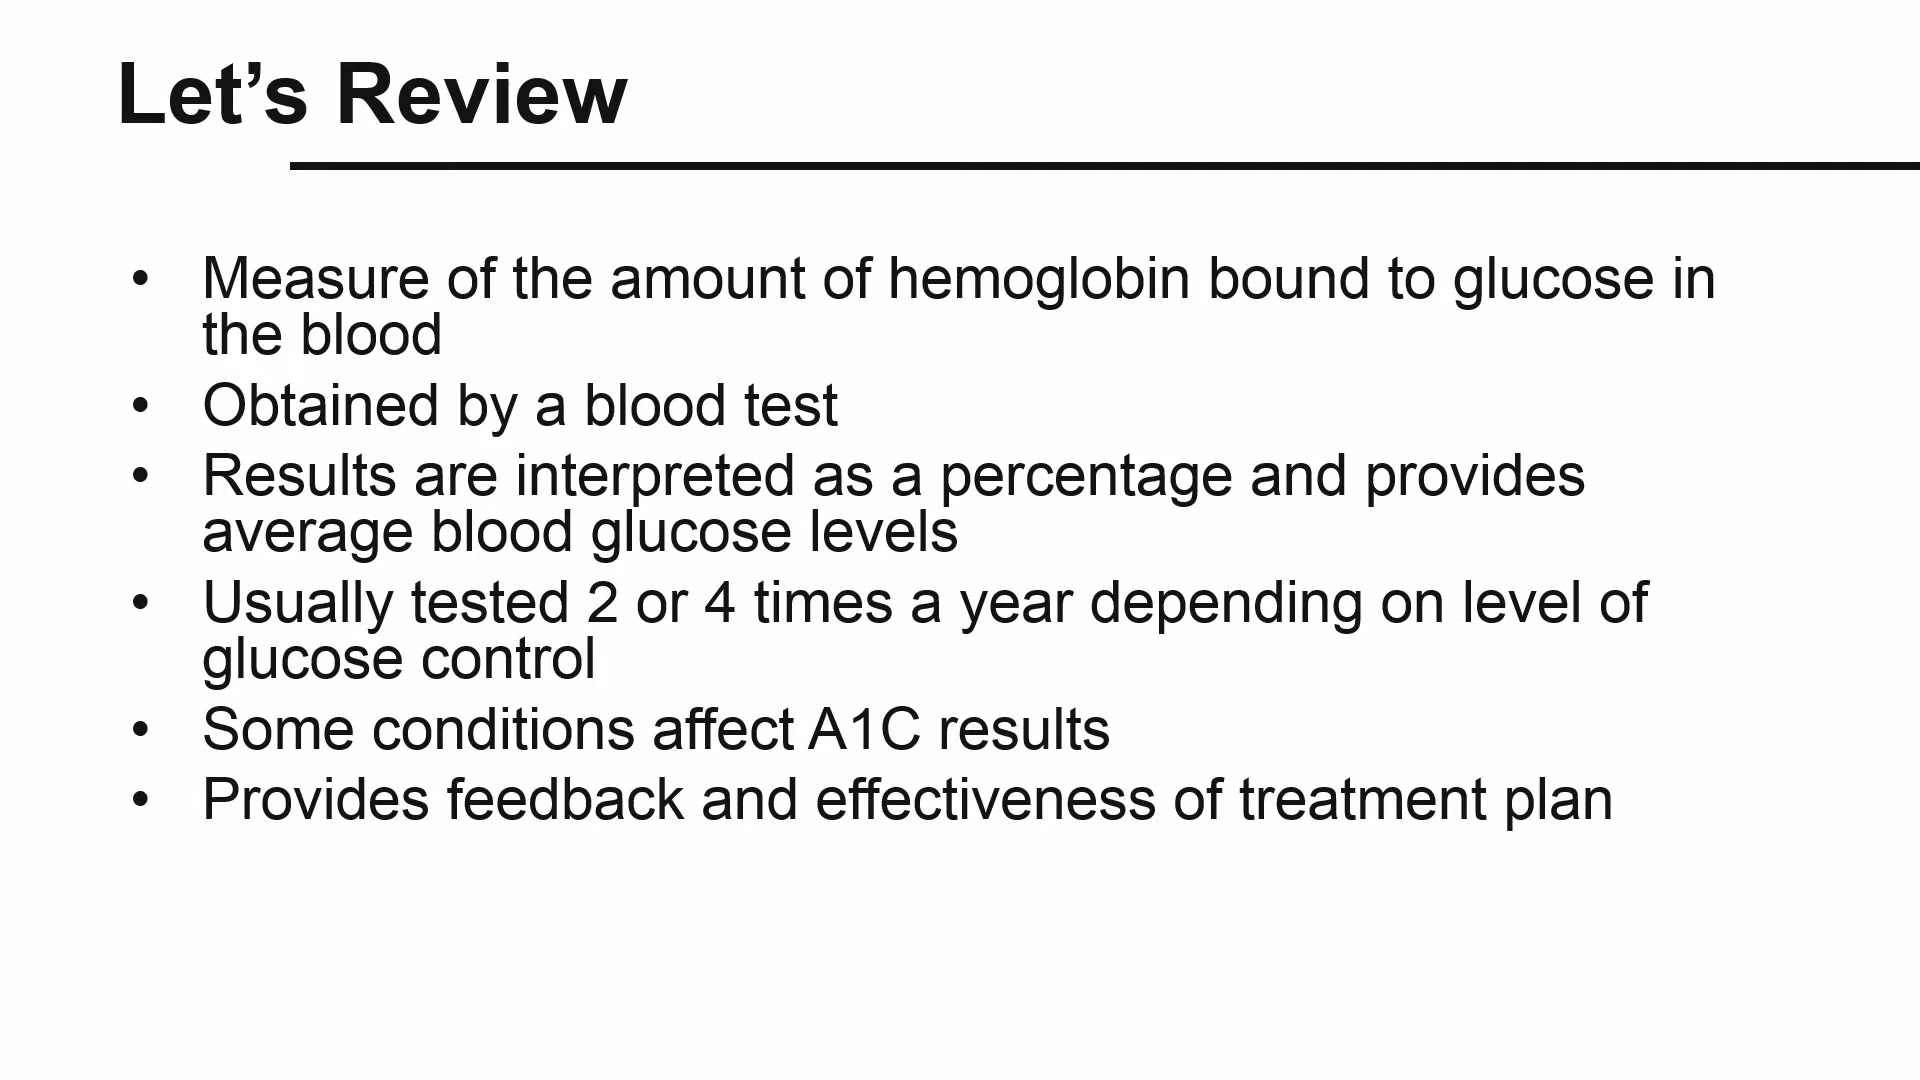 Let’s Review
• Measure of the amount of hemoglobin bound to glucose in
the blood
• Obtained by a blood test
• Results are interpreted as a percentage and provides
average blood glucose levels
• Usually tested 2 or 4 times a year depending on level of
glucose control
• Some conditions affect A1C results
• Provides feedback and effectiveness of treatment plan